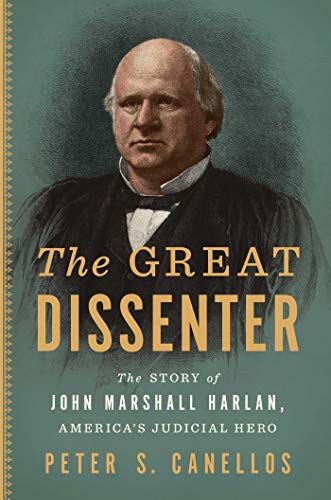 The GREAT
DISSENTER
The STORY of
JOHN MARSHALL HARLAN,
AMERICA'S JUDICIAL HERO
PETER S. CANELLOS